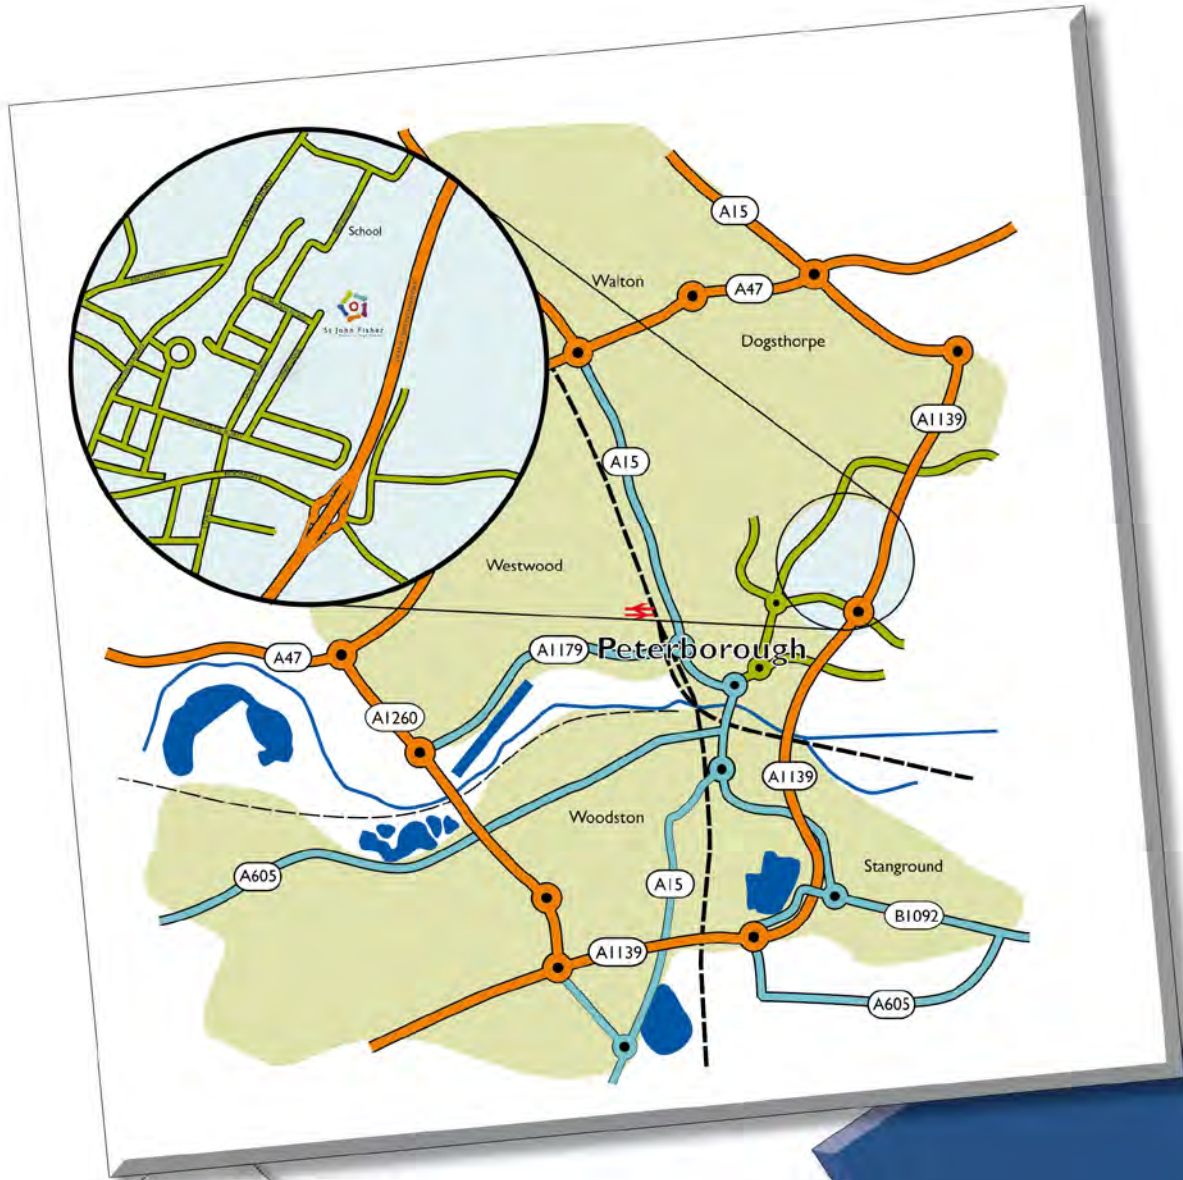 A15
Walton
A47
Dogsthorpe
School
St John Fisher
A1139
A15
Westwood
A1179
Peterborough
A47
A1260
A1139
Woodston
Stanground
A605
A15
B1092
A1139
A605